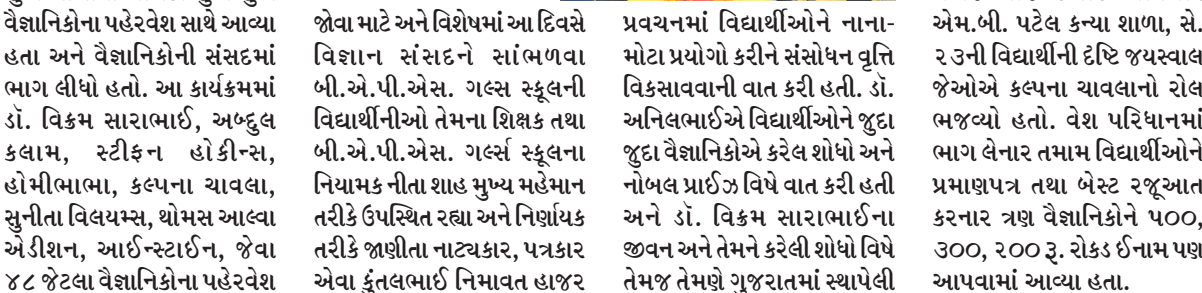 વૈજ્ઞાનિકોના પહેરવેશ સાથે આવ્યા
હતા અને વૈજ્ઞાનિકોની સંસદમાં
ભાગ લીધો હતો. આ કાર્યક્રમમાં
ડૉ. વિક્રમ સારાભાઈ, અબ્દુલ
કલામ, સ્ટીફન હોકીન્સ,
હોમીભાભા, કલ્પના ચાવલા,
સુનીતા વિલયમ્સ, થોમસ આલ્વા
એડીશન, આઈન્સ્ટાઈન, જેવા
૪૮ જેટલા વૈજ્ઞાનિકોના પહેરવેશ
જોવા માટે અને વિશેષમાં આ દિવસે
વિજ્ઞાન સંસદને સાંભળવા
બી.એ.પી.એસ. ગલ્સ સ્કૂલની
વિદ્યાર્થીનીઓ તેમના શિક્ષક તથા
બી.એ.પી.એસ. ગર્લ્સ સ્કૂલના
નિયામક નીતા શાહ મુખ્ય મહેમાન
તરીકે ઉપસ્થિત રહ્યા અને નિર્ણાયક
તરીકે જાણીતા નાટ્યકાર, પત્રકાર
એવા કુંતલભાઈ નિમાવત હાજર
પ્રવચનમાં વિદ્યાર્થીઓને નાના-
મોટા પ્રયોગો કરીને સંસોધન વૃત્તિ
વિકસાવવાની વાત કરી હતી. ડૉ.
અનિલભાઈએ વિદ્યાર્થીઓને જુદા
જુદા વૈજ્ઞાનિકોએ કરેલ શોધો અને
નોબલ પ્રાઈઝ વિષે વાત કરી હતી
અને ડૉ. વિક્રમ સારાભાઈના
જીવન અને તેમને કરેલી શોધો વિષે
તેમજ તેમણે ગુજરાતમાં સ્થાપેલી
એમ.બી. પટેલ કન્યા શાળા, સે.
૨૩ની વિદ્યાર્થીની દૃષ્ટિ જયસ્વાલ
જેઓએ કલ્પના ચાવલાનો રોલ
ભજવ્યો હતો. વેશ પરિધાનમાં
ભાગ લેનાર તમામ વિદ્યાર્થીઓને
પ્રમાણપત્ર તથા બેસ્ટ રજૂઆત
કરનાર ત્રણ વૈજ્ઞાનિકોને ૫૦૦,
૩૦૦, ૨૦૦ રૂ. રોકડ ઈનામ પણ
આપવામાં આવ્યા હતા.